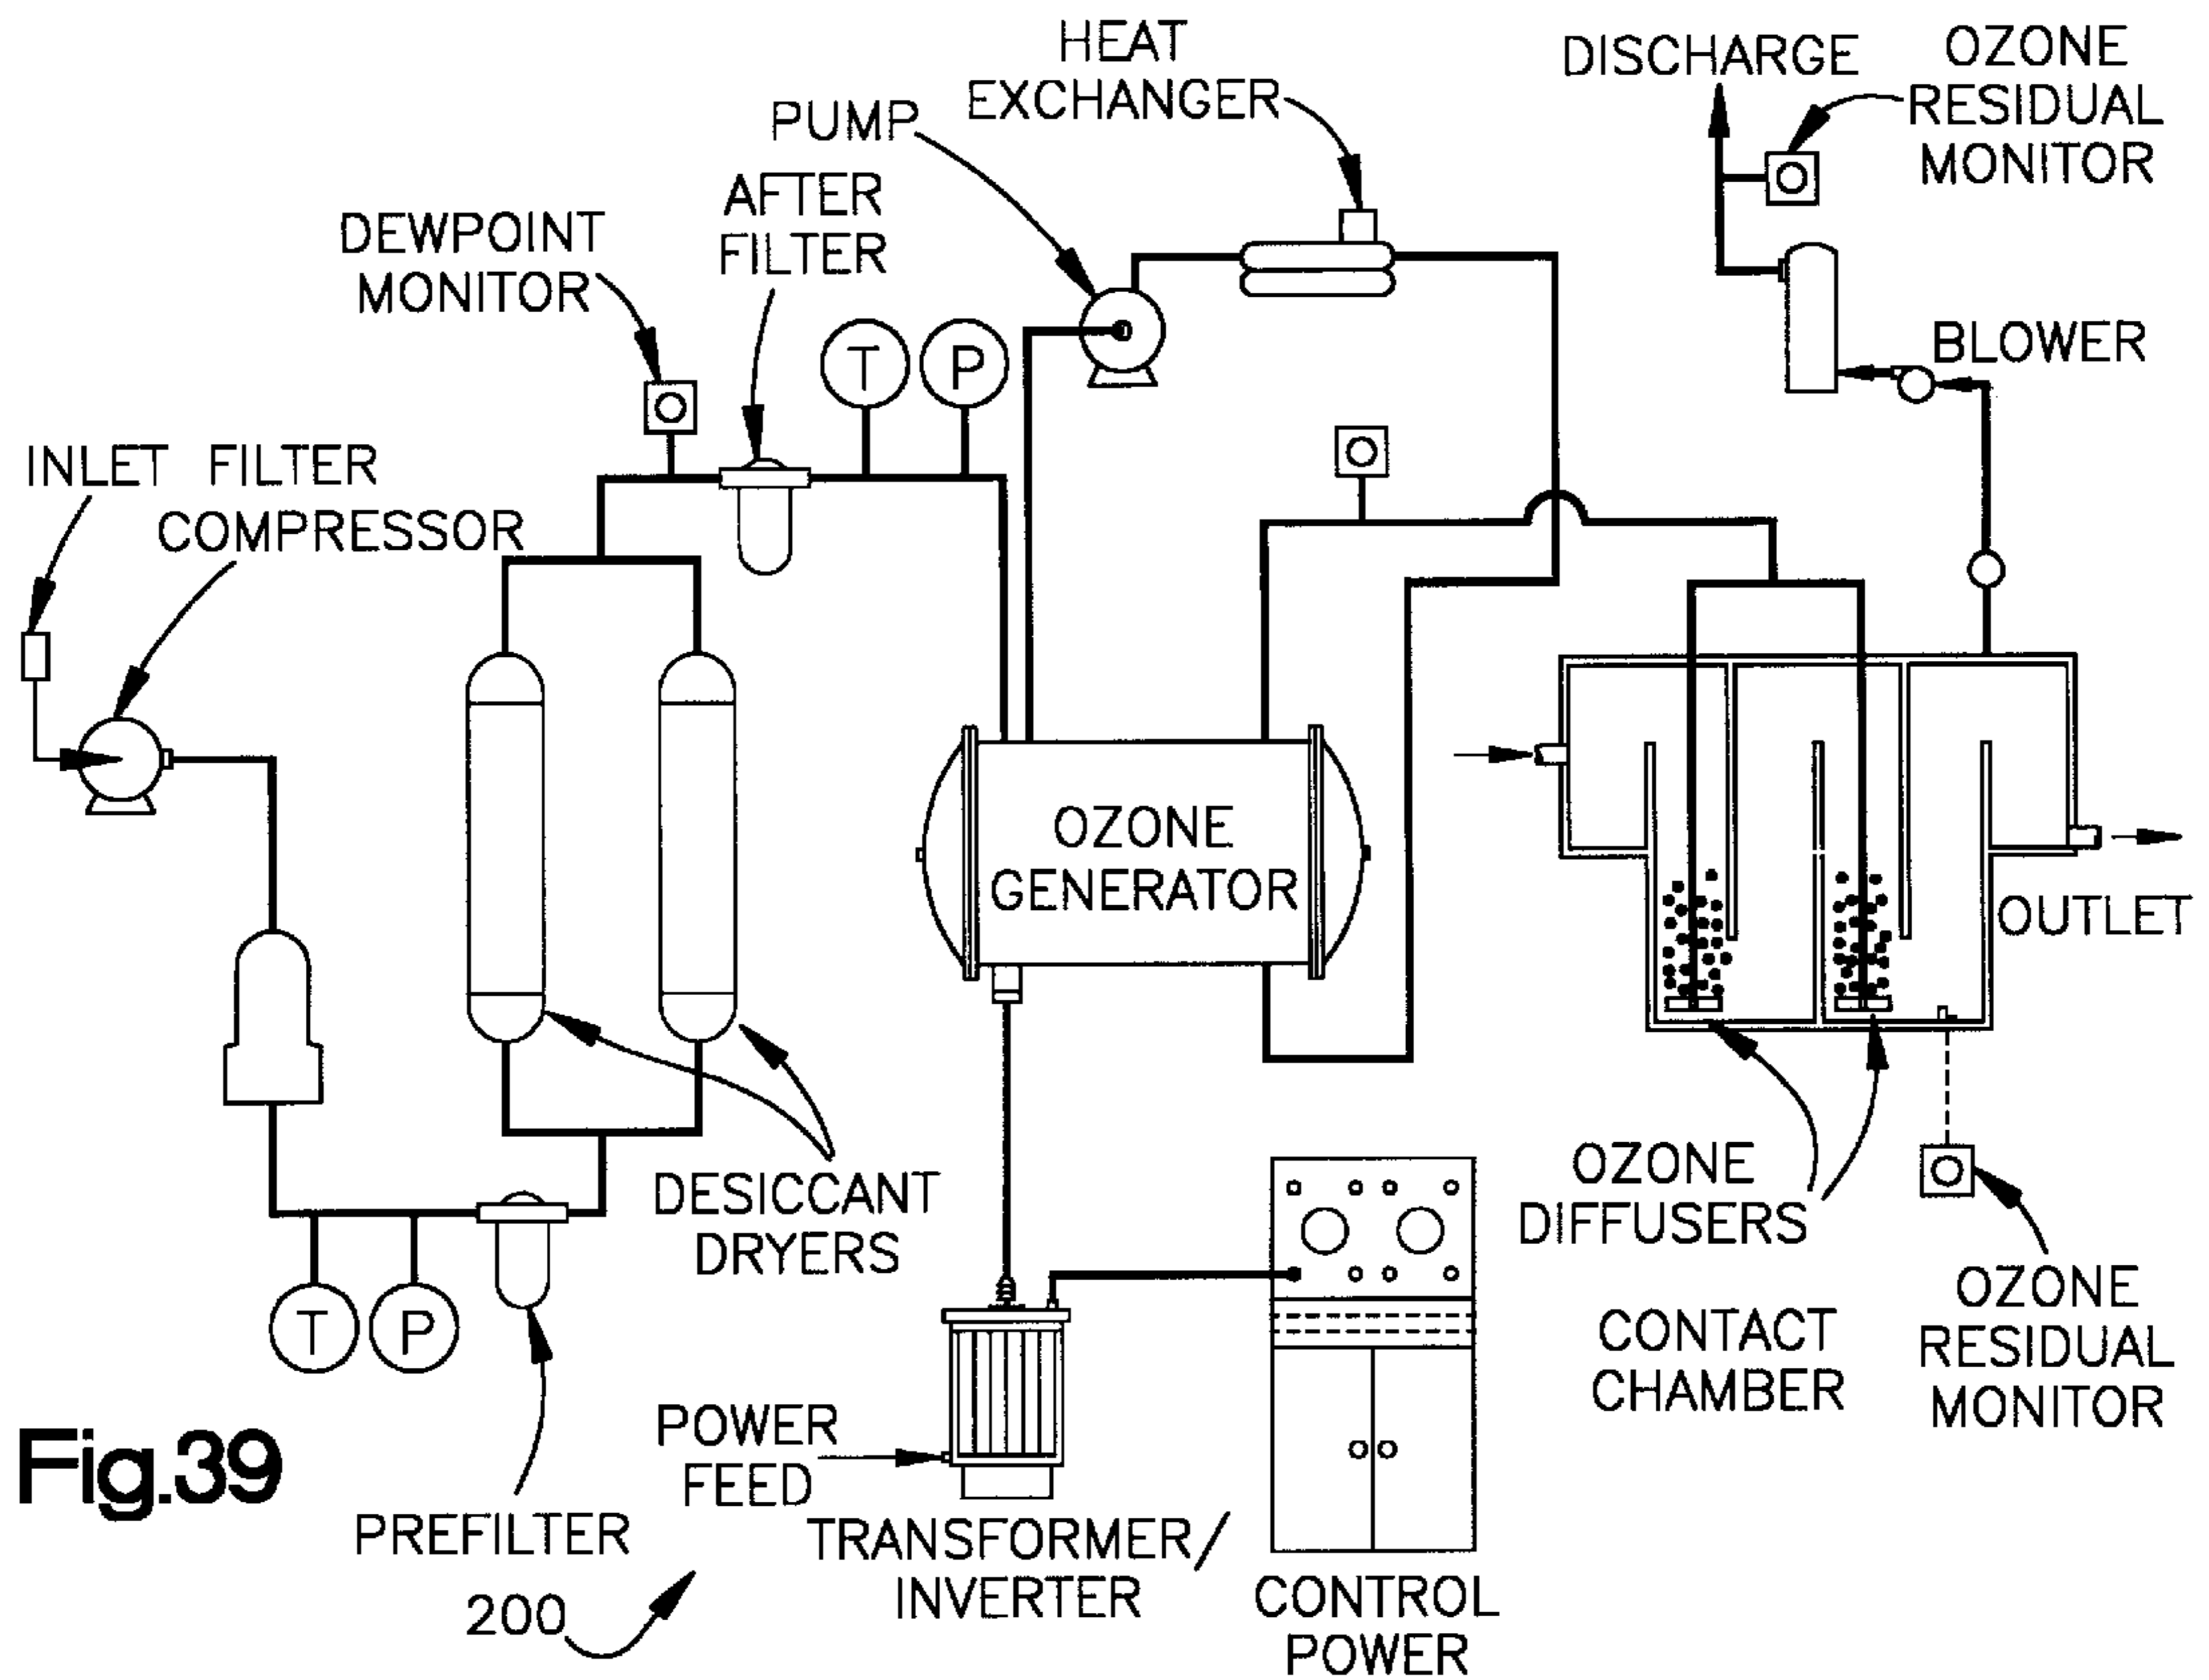 HEAT
EXCHANGER
DISCHARGE
OZONE
RESIDUAL
MONITOR
PUMP
AFTER
FILTER
DEWPOINT
MONITOR
T
P
BLOWER
INLET FILTER
COMPRESSOR
OZONE
GENERATOR
OUTLET
DESICCANT
DRYERS
OZONE
DIFFUSERS
OZONE
RESIDUAL
MONITOR
CONTACT
CHAMBER
T
P
POWER
FEED
Fig.39
PREFILTER
200
TRANSFORMER/
INVERTER
CONTROL
POWER